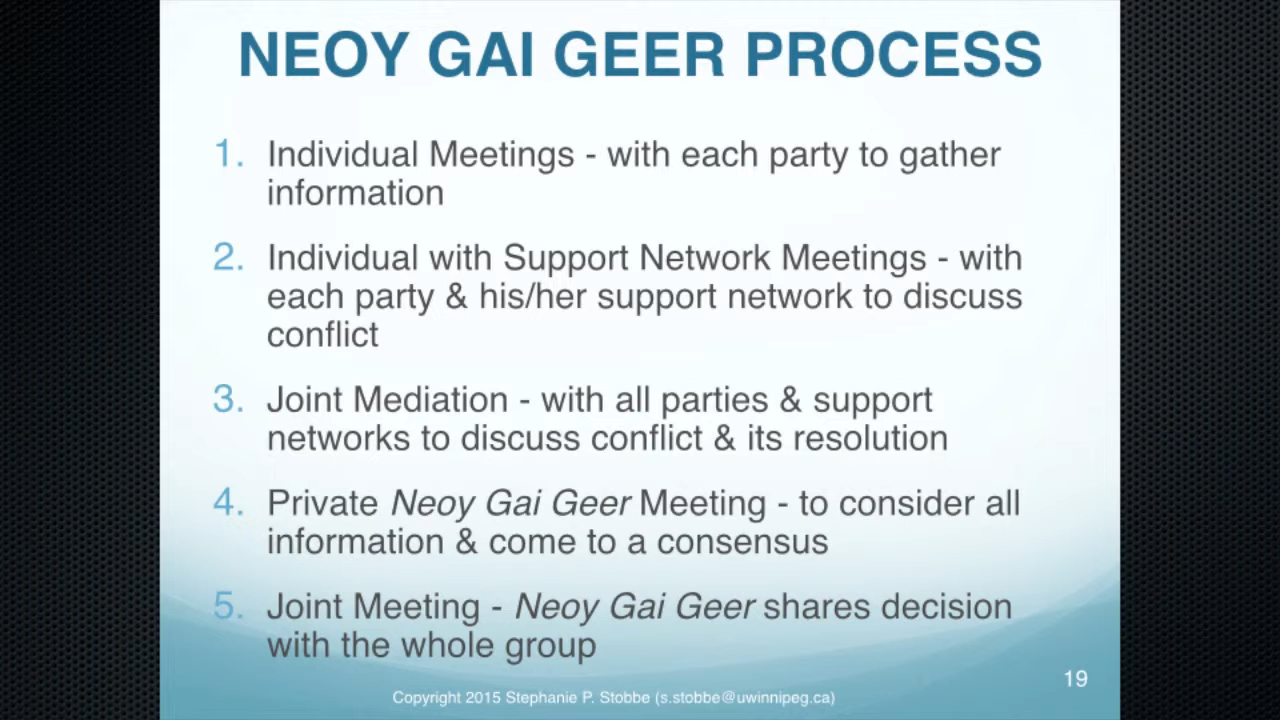 NEOY GAI GEER PROCESS
1. Individual Meetings - with each party to gather
information
2. Individual with Support Network Meetings - with
each party & his/her support network to discuss
conflict
3. Joint Mediation - with all parties & support
networks to discuss conflict & its resolution
4. Private Neoy Gai Geer Meeting - to consider all
information & come to a consensus
5. Joint Meeting - Neoy Gai Geer shares decision
with the whole group
19
Copyright 2015 Stephanie P. Stobbe (s.stobbe@uwinnipeg.ca)